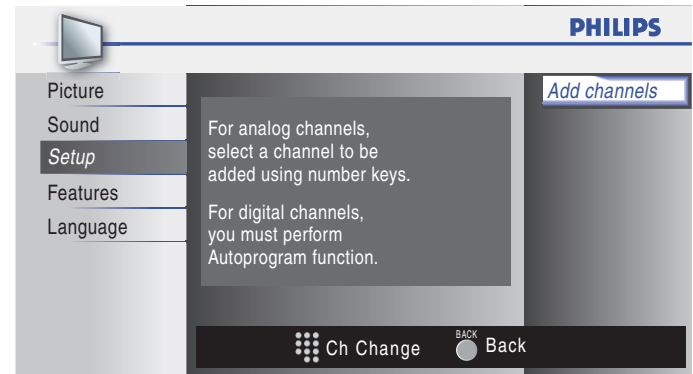 PHILIPS
Picture
Sound
Setup
Features
Language
Add channels
For analog channels,
select a channel to be
added using number keys.
For digital channels,
you must perform
Autoprogram function.
Ch Change
BACK
Back